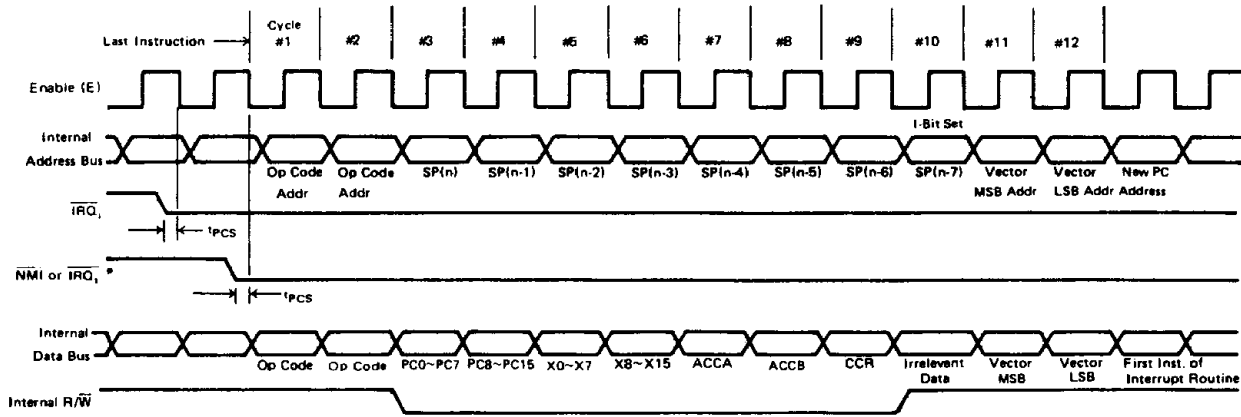 Cycle
Last Instruction #1 #2 #3 #4 #5 #6 #7 #8 #9 #10 #11 #12
Enable (E)
I-Bit Set
Internal
Address Bus
Op Code Op Code SP(n) SP(n-1) SP(n-2) SP(n-3) SP(n-4) SP(n-5) SP(n-6) SP(n-7) Vector Vector New PC
Addr Addr MSB Addr LSB Addr Address
IRQ₁
tPCS
NMI or IRQ₁ *
tPCS
Internal
Data Bus
Op Code Op Code PC0~PC7 PC8~PC15 X0~X7 X8~X15 ACCA ACCB CCR Irrelevant Vector Vector First Inst. of
Data MSB LSB Interrupt Routine
Internal R/W